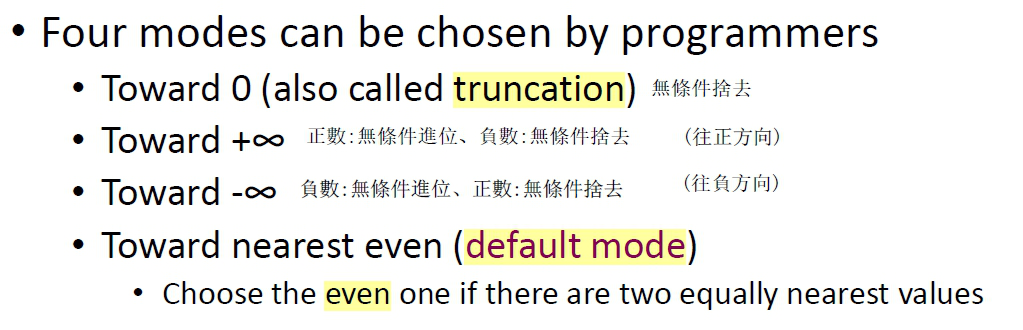 • Four modes can be chosen by programmers
• Toward 0 (also called truncation) 無條件捨去
• Toward +∞ 正數:無條件進位、負數:無條件捨去 (往正方向)
• Toward -∞ 負數:無條件進位、正數:無條件捨去 (往負方向)
• Toward nearest even (default mode)
• Choose the even one if there are two equally nearest values